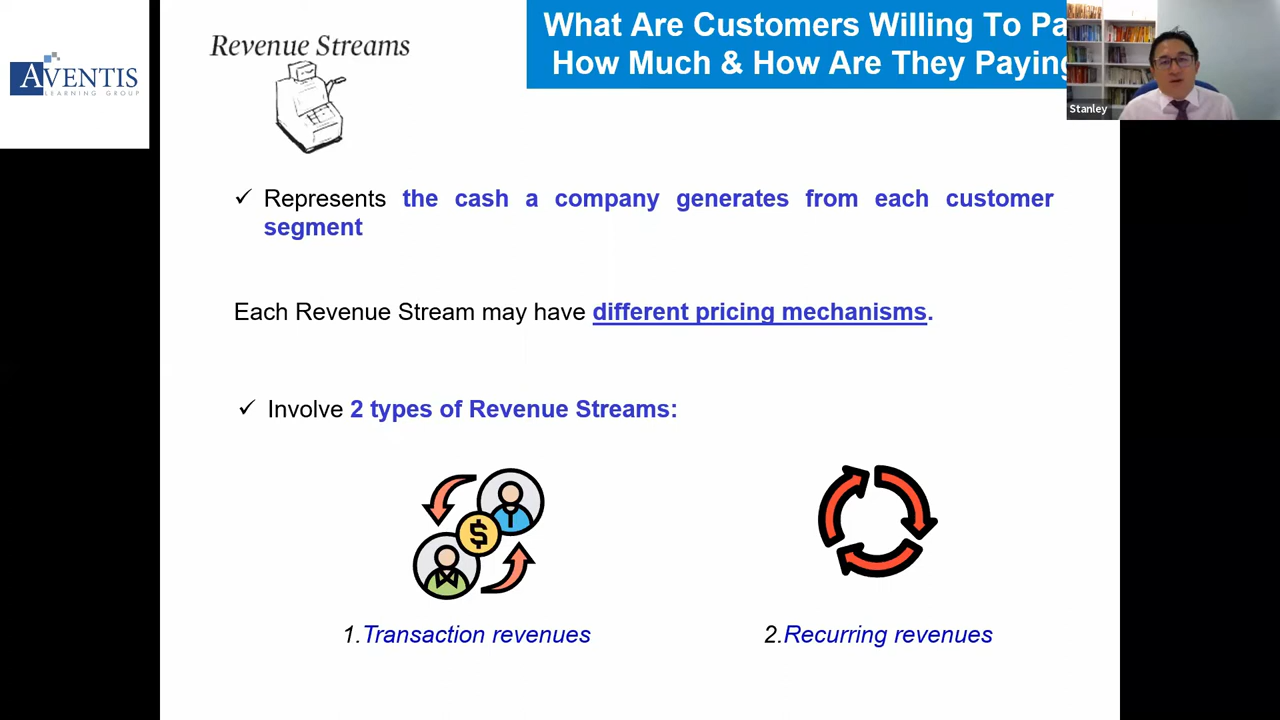 AVENTIS
LEARNING GROUP
Revenue Streams
What Are Customers Willing To Pa
How Much & How Are They Paying
Stanley
✓ Represents the cash a company generates from each customer
segment
Each Revenue Stream may have different pricing mechanisms.
✓ Involve 2 types of Revenue Streams:
$
1.Transaction revenues
2.Recurring revenues